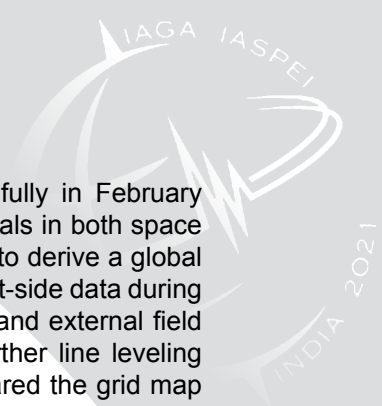 IAGA IASPEI
INDIA 2021
fully in February
als in both space
to derive a global
t-side data during
and external field
rther line leveling
ared the grid map